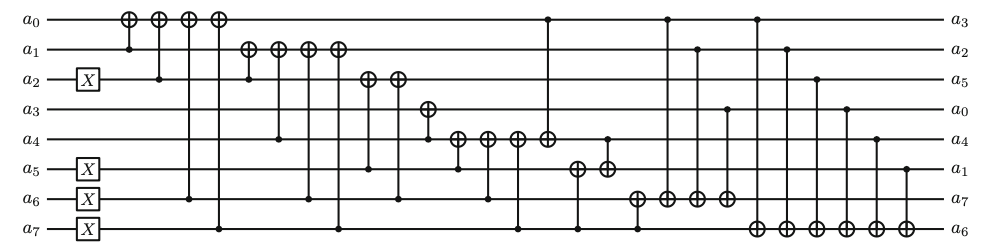 a₀ a₃
a₁ a₂
a₂ X a₅
a₃ a₀
a₄ a₄
a₅ X a₁
a₆ X a₇
a₇ X a₆